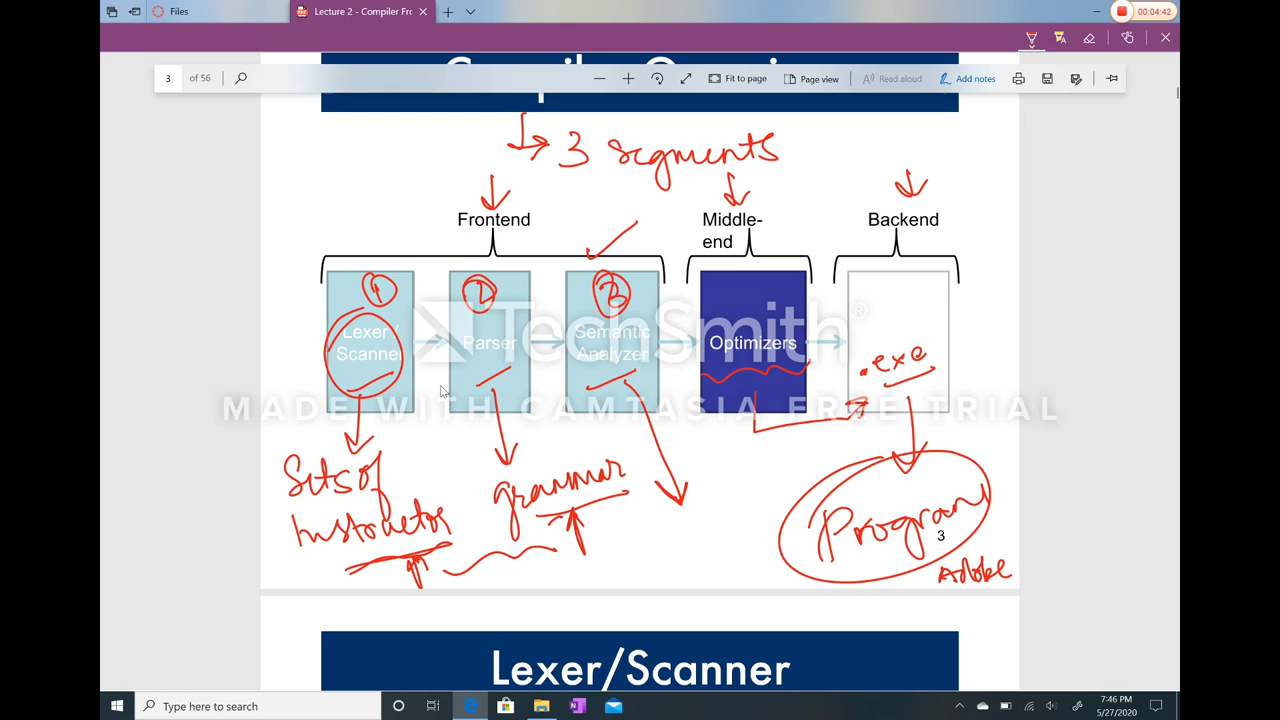 Files
Lecture 2 - Compiler Fro
00:04:42
3 of 56
Fit to page
Page view
Read aloud
Add notes
3 segments
Frontend
Middle-
end
Backend
1
2
3
Lexer /
Scanner
Parser
Semantic
Analyzer
Optimizers
.exe
TechSmith®
MADE WITH CAMTASIA FREE TRIAL
Sets of
Instructor
grammar
Program
3
Adobe
Lexer/Scanner
Type here to search
7:46 PM
5/27/2020